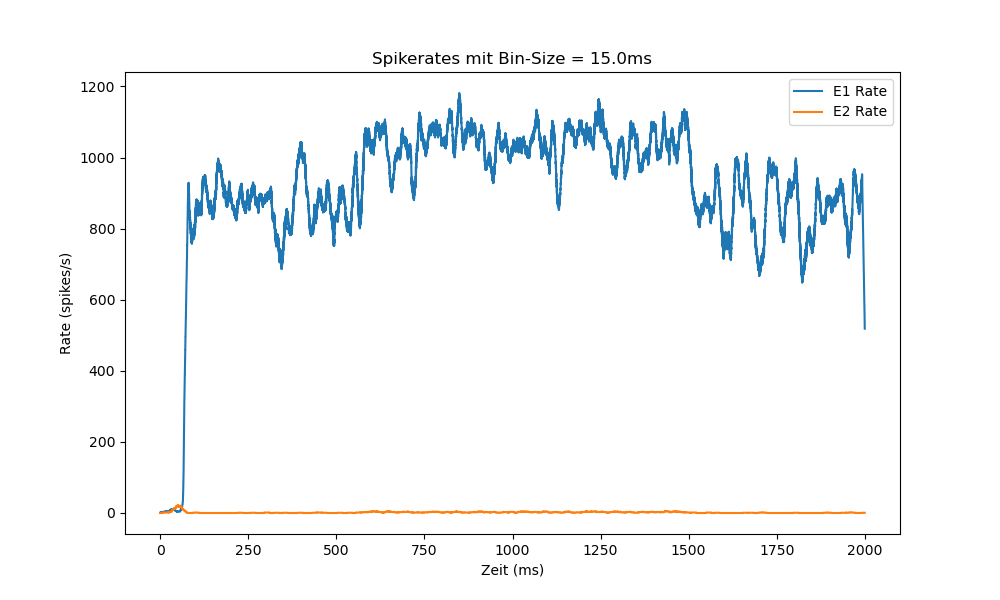 Spikerates mit Bin-Size = 15.0ms
E1 Rate
E2 Rate
1200
1000
800
600
400
200
0
Rate (spikes/s)
0 250 500 750 1000 1250 1500 1750 2000
Zeit (ms)